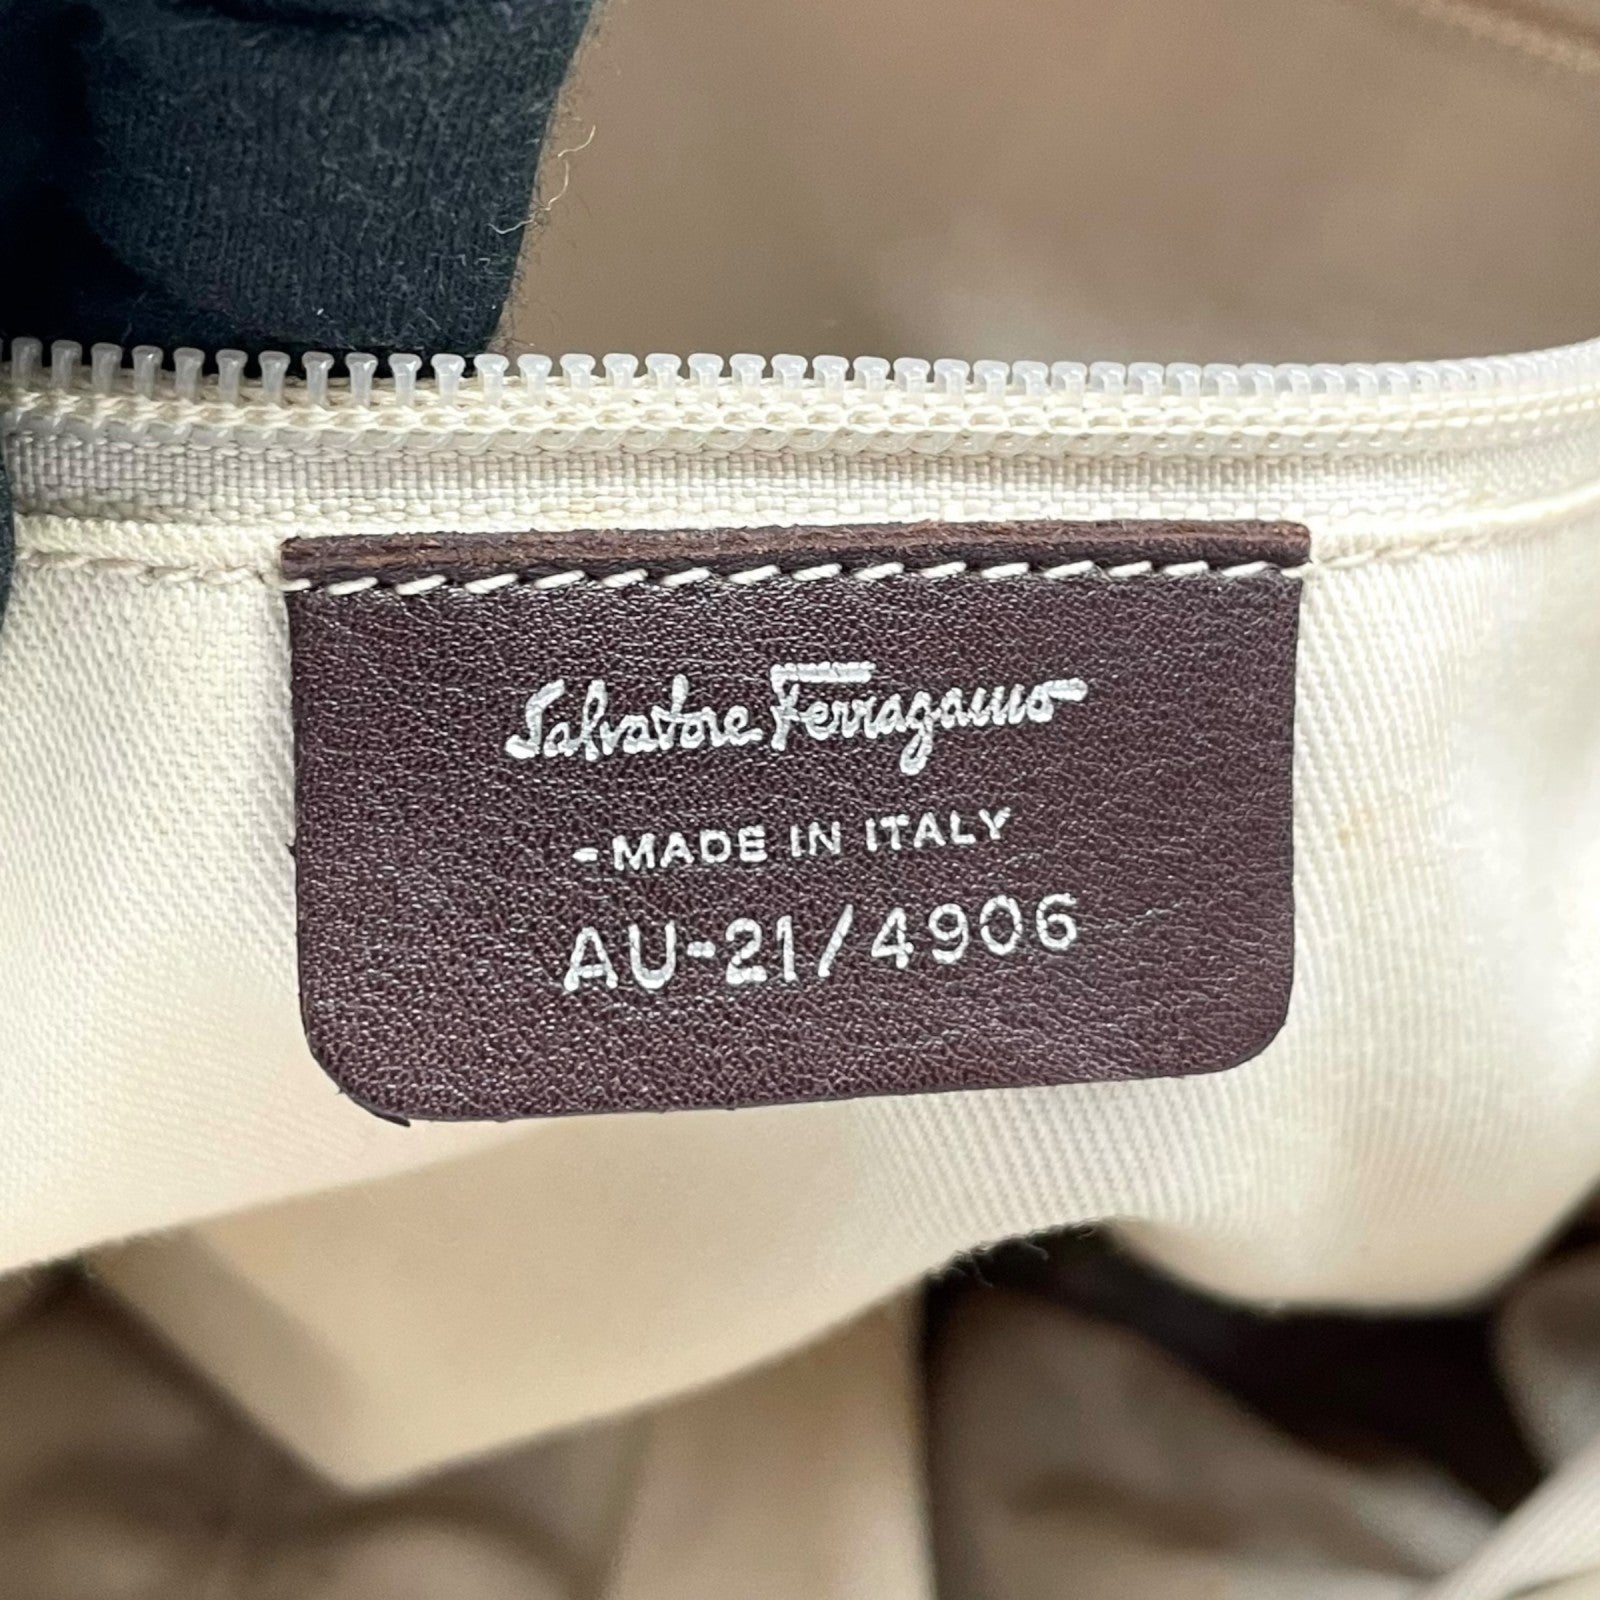 Salvatore Ferragamo
-MADE IN ITALY
AU-21/4906